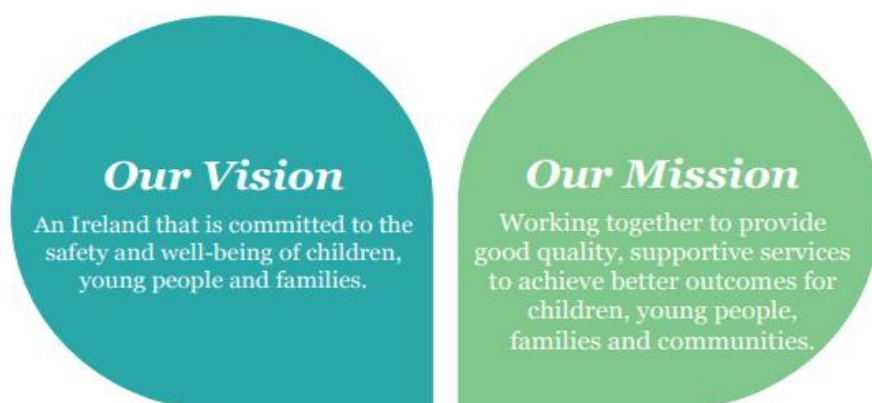 Our Vision
An Ireland that is committed to the
safety and well-being of children,
young people and families.
Our Mission
Working together to provide
good quality, supportive services
to achieve better outcomes for
children, young people,
families and communities.